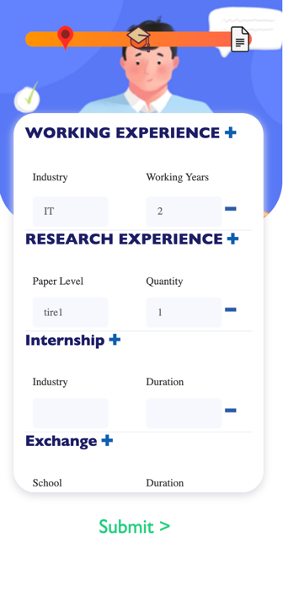 WORKING EXPERIENCE +
Industry Working Years
IT 2 -
RESEARCH EXPERIENCE +
Paper Level Quantity
tire1 1 -
Internship +
Industry Duration
-
Exchange +
School Duration
Submit >